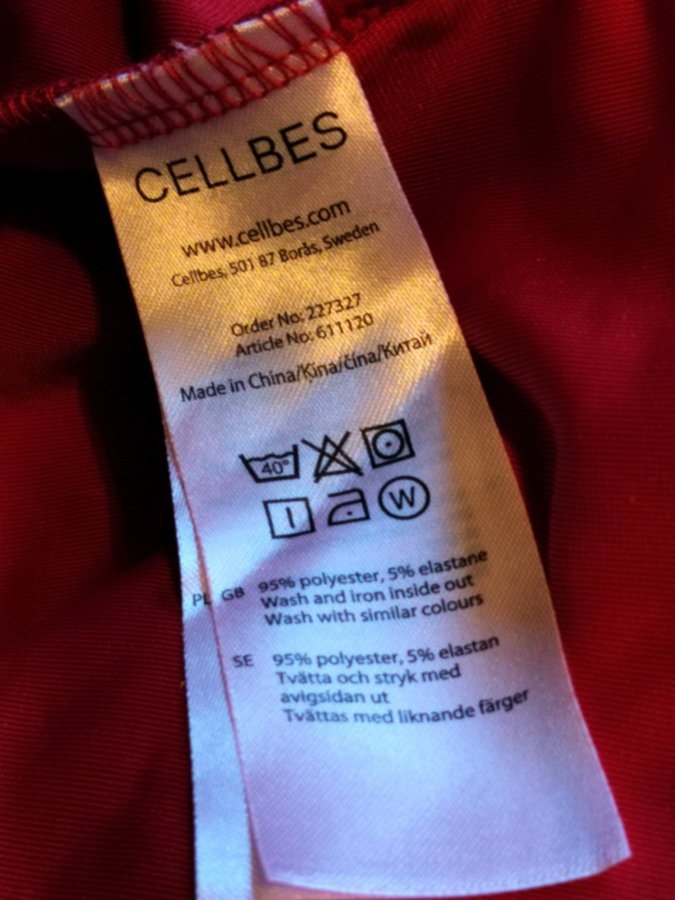 CELLBES
www.cellbes.com
Cellbes, 501 87 Borås, Sweden
Order No: 227327
Article No: 611120
Made in China/Ķīna/čína/Китай
40°
W
PL GB 95% polyester, 5% elastane
Wash and iron inside out
Wash with similar colours
SE 95% polyester, 5% elastan
Tvätta och stryk med
avigsidan ut
Tvättas med liknande färger